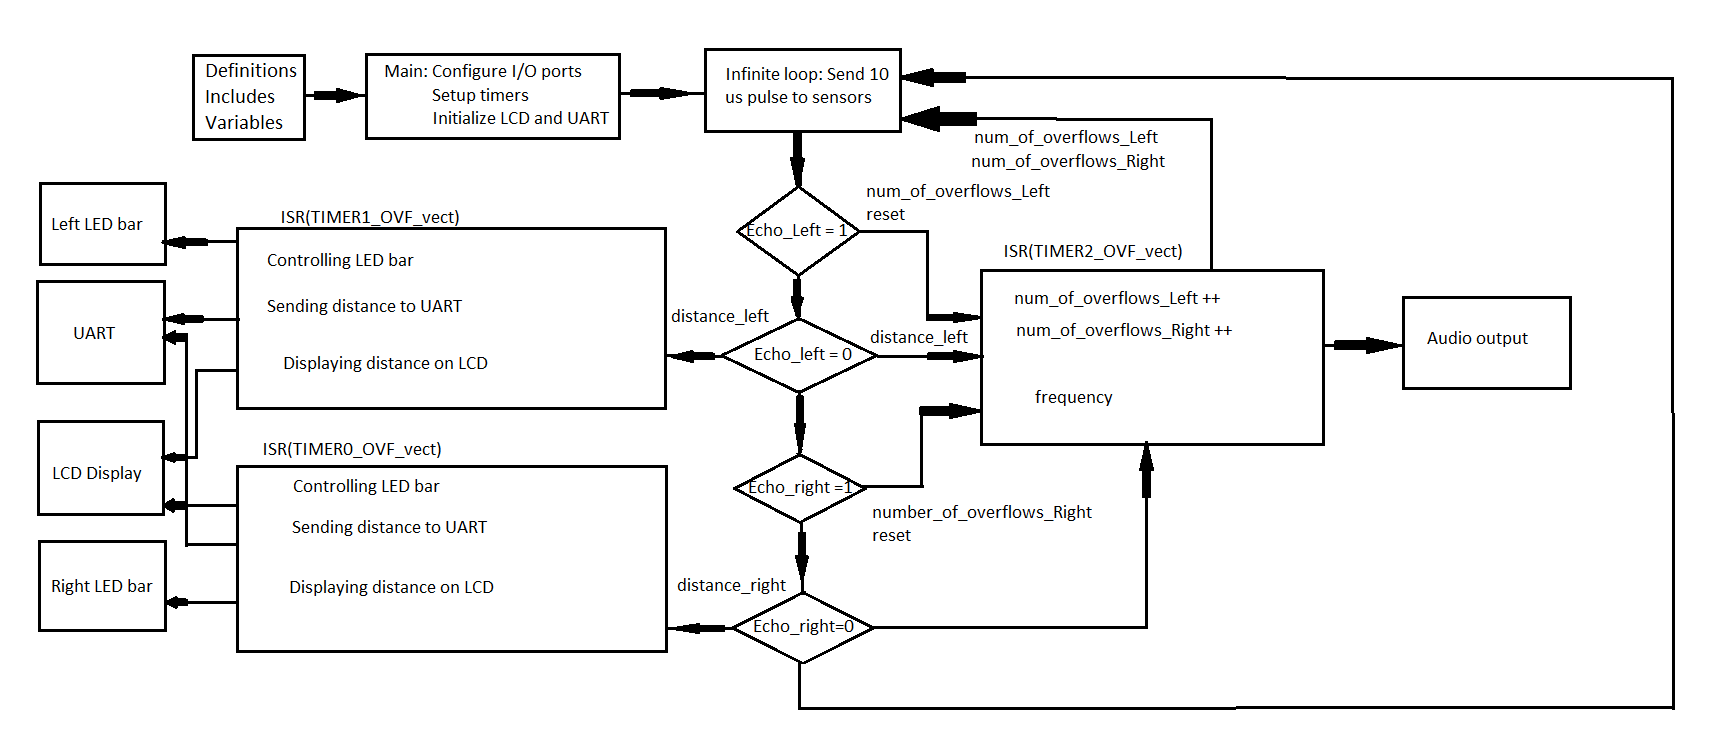 Definitions
Includes
Variables
Main: Configure I/O ports
Setup timers
Initialize LCD and UART
Infinite loop: Send 10
us pulse to sensors
num_of_overflows_Left
num_of_overflows_Right
num_of_overflows_Left
reset
Echo_Left = 1
Left LED bar
ISR(TIMER1_OVF_vect)
Controlling LED bar
Sending distance to UART
Displaying distance on LCD
UART
distance_left
Echo_left = 0
distance_left
ISR(TIMER2_OVF_vect)
num_of_overflows_Left ++
num_of_overflows_Right ++
frequency
Audio output
LCD Display
ISR(TIMER0_OVF_vect)
Controlling LED bar
Sending distance to UART
Displaying distance on LCD
Echo_right =1
number_of_overflows_Right
reset
Right LED bar
distance_right
Echo_right=0